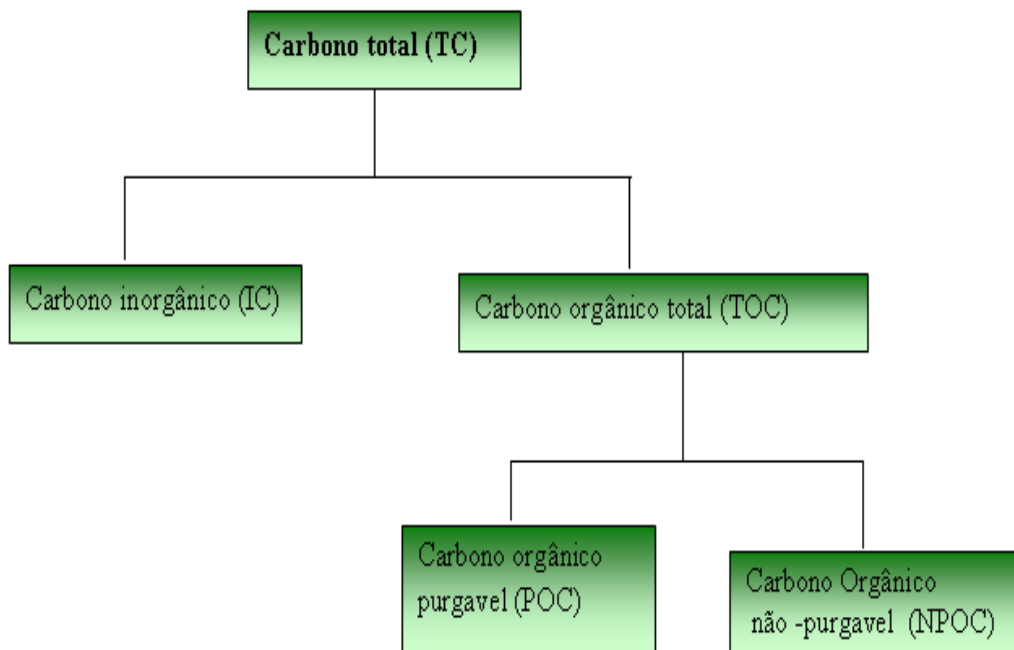 Carbono total (TC)
Carbono inorgânico (IC)
Carbono orgânico total (TOC)
Carbono orgânico
purgavel (POC)
Carbono Orgânico
não -purgavel (NPOC)